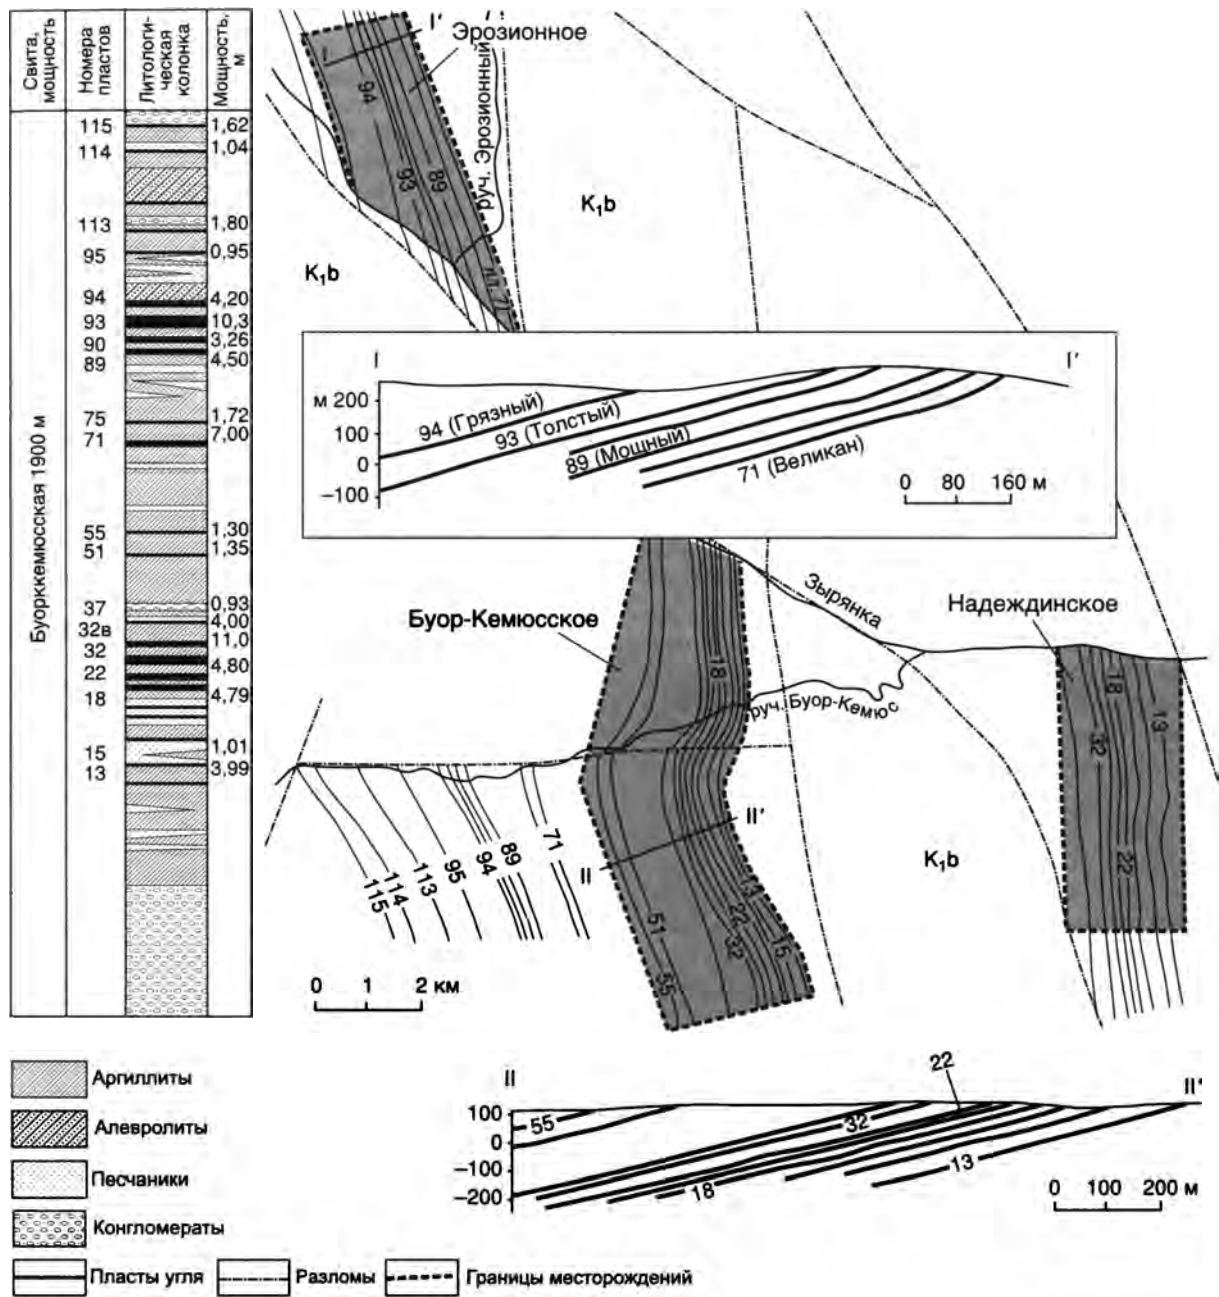 Свита, мощность
Номера пластов
Литологи-
ческая
колонка
Мощность, м
Буоркемюсская 1900 м
115 1,62
114 1,04
113 1,80
95 0,95
94 4,20
93 10,3
90 3,26
89 4,50
75 1,72
71 7,00
55 1,30
51 1,35
37 0,93
32в 4,00
32 11,0
22 4,80
18 4,79
15 1,01
13 3,99
I
I'
Эрозионное
94
93
89
руч. Эрозионный
пл. 71
K₁b
K₁b
I
I'
м 200
100
0
–100
94 (Грязный)
93 (Толстый)
89 (Мощный)
71 (Великан)
0 80 160 м
Буор-Кемюсское
Зырянка
Надеждинское
18
руч. Буор-Кемюс
18
32
13
22
II
II'
K₁b
115
114
113
95
94
89
71
51
55
22
32
13
15
0 1 2 км
Аргиллиты
Алевролиты
Песчаники
Конгломераты
Пласты угля
Разломы
Границы месторождений
II
II'
22
100
0
–100
–200
55
32
18
13
0 100 200 м